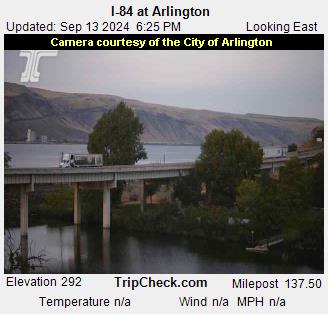 I-84 at Arlington
Updated: Sep 13 2024 6:25 PM Looking East
Camera courtesy of the City of Arlington
Elevation 292 TripCheck.com Milepost 137.50
Temperature n/a Wind n/a MPH n/a